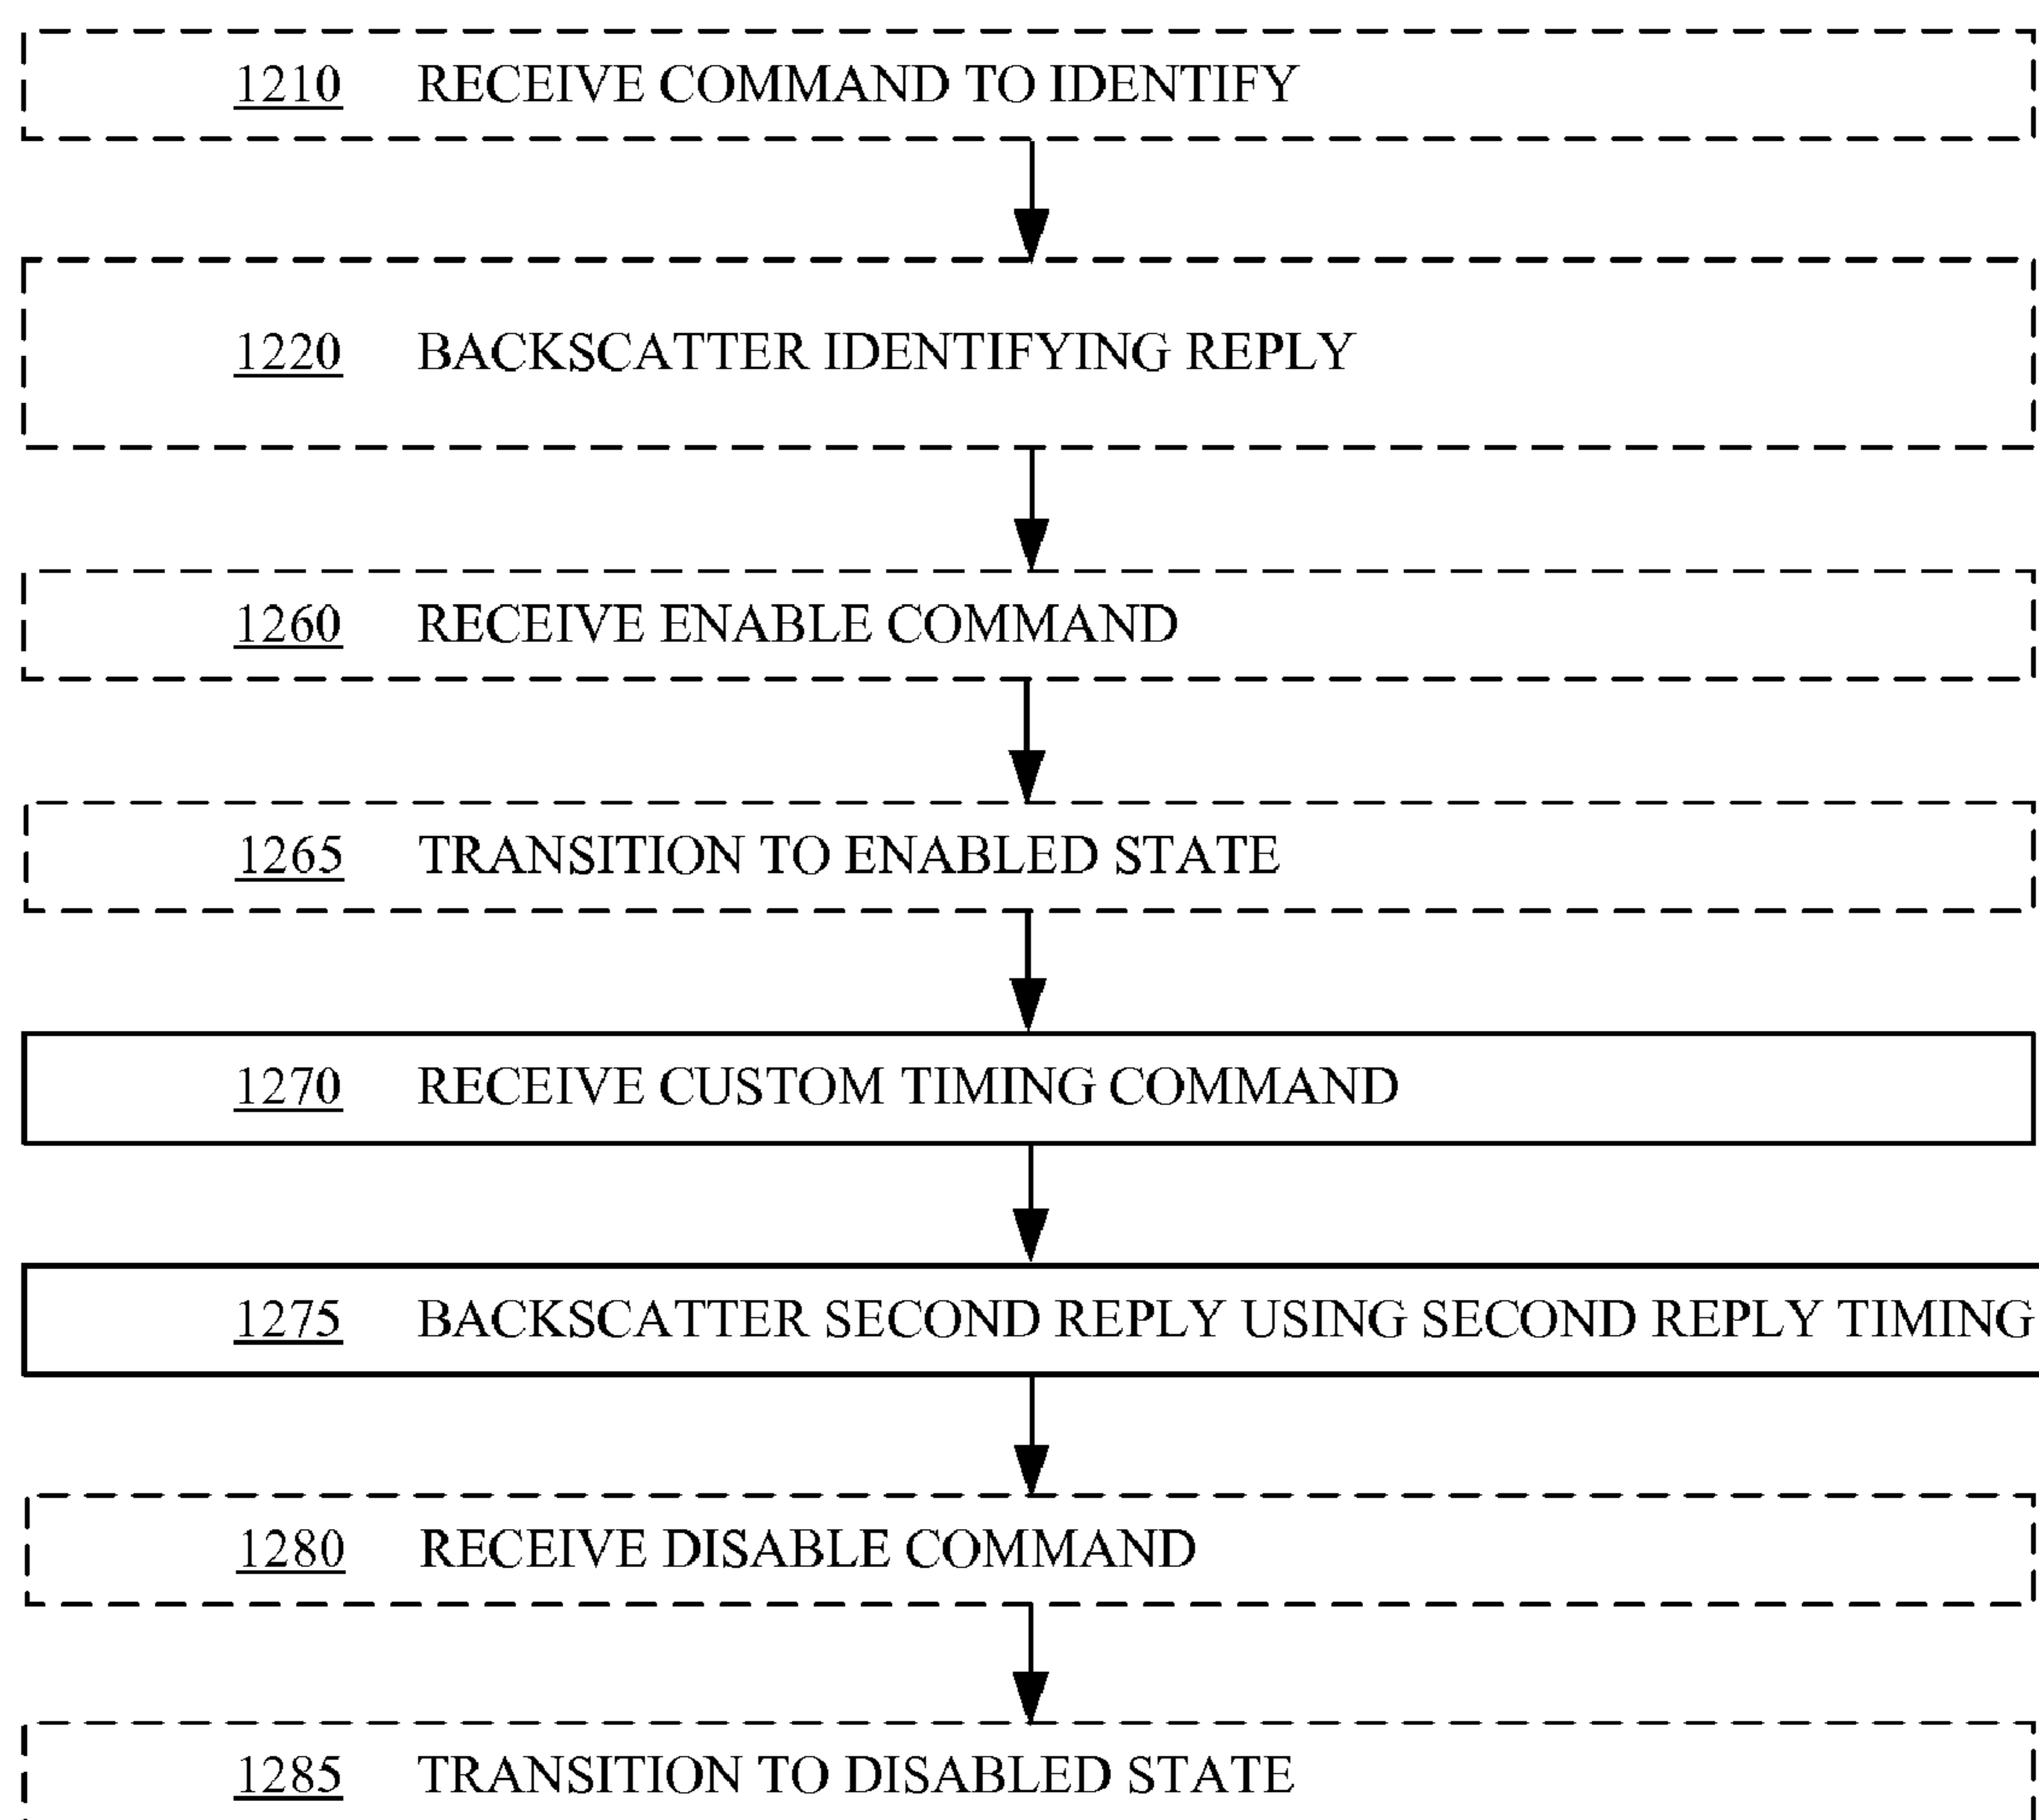 1210 RECEIVE COMMAND TO IDENTIFY
1220 BACKSCATTER IDENTIFYING REPLY
1260 RECEIVE ENABLE COMMAND
1265 TRANSITION TO ENABLED STATE
1270 RECEIVE CUSTOM TIMING COMMAND
1275 BACKSCATTER SECOND REPLY USING SECOND REPLY TIMING
1280 RECEIVE DISABLE COMMAND
1285 TRANSITION TO DISABLED STATE